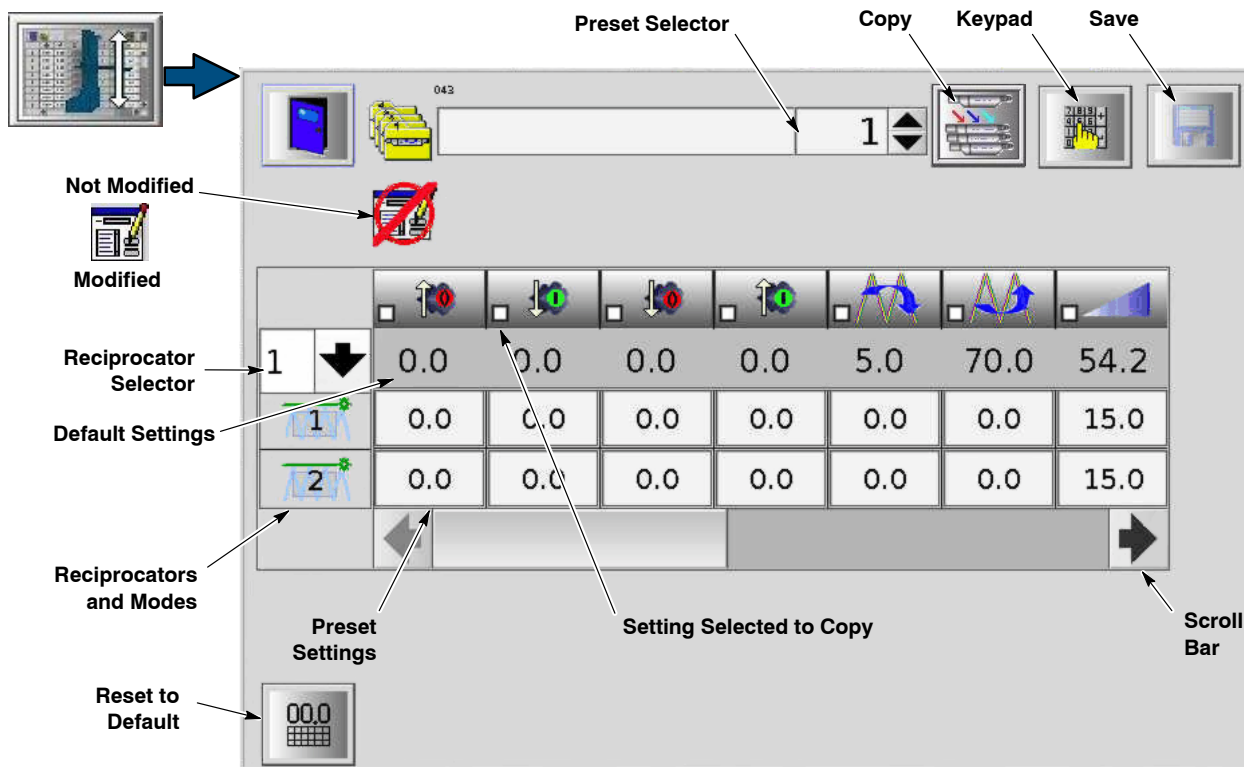 Preset Selector
Copy
Keypad
Save
043
1
Not Modified
Modified
Reciprocator
Selector
1
0.0 0.0 0.0 0.0 5.0 70.0 54.2
Default Settings
1 0.0 0.0 0.0 0.0 0.0 0.0 15.0
2 0.0 0.0 0.0 0.0 0.0 0.0 15.0
Reciprocators
and Modes
Preset
Settings
Setting Selected to Copy
Scroll
Bar
Reset to
Default
00.0